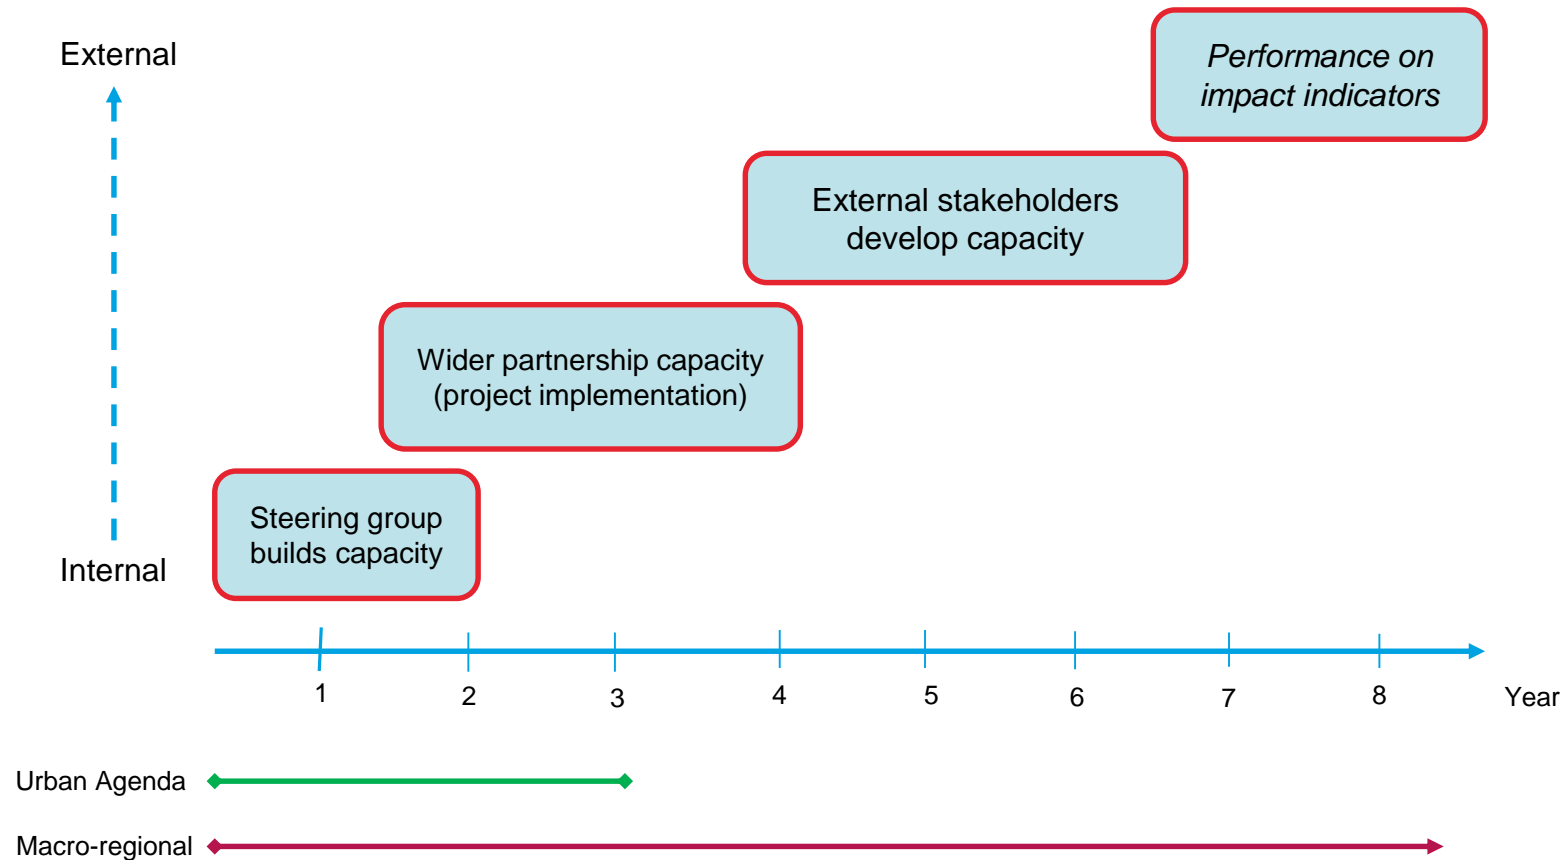 External
Performance on
impact indicators
External stakeholders
develop capacity
Wider partnership capacity
(project implementation)
Steering group
builds capacity
Internal
1 2 3 4 5 6 7 8 Year
Urban Agenda
Macro-regional